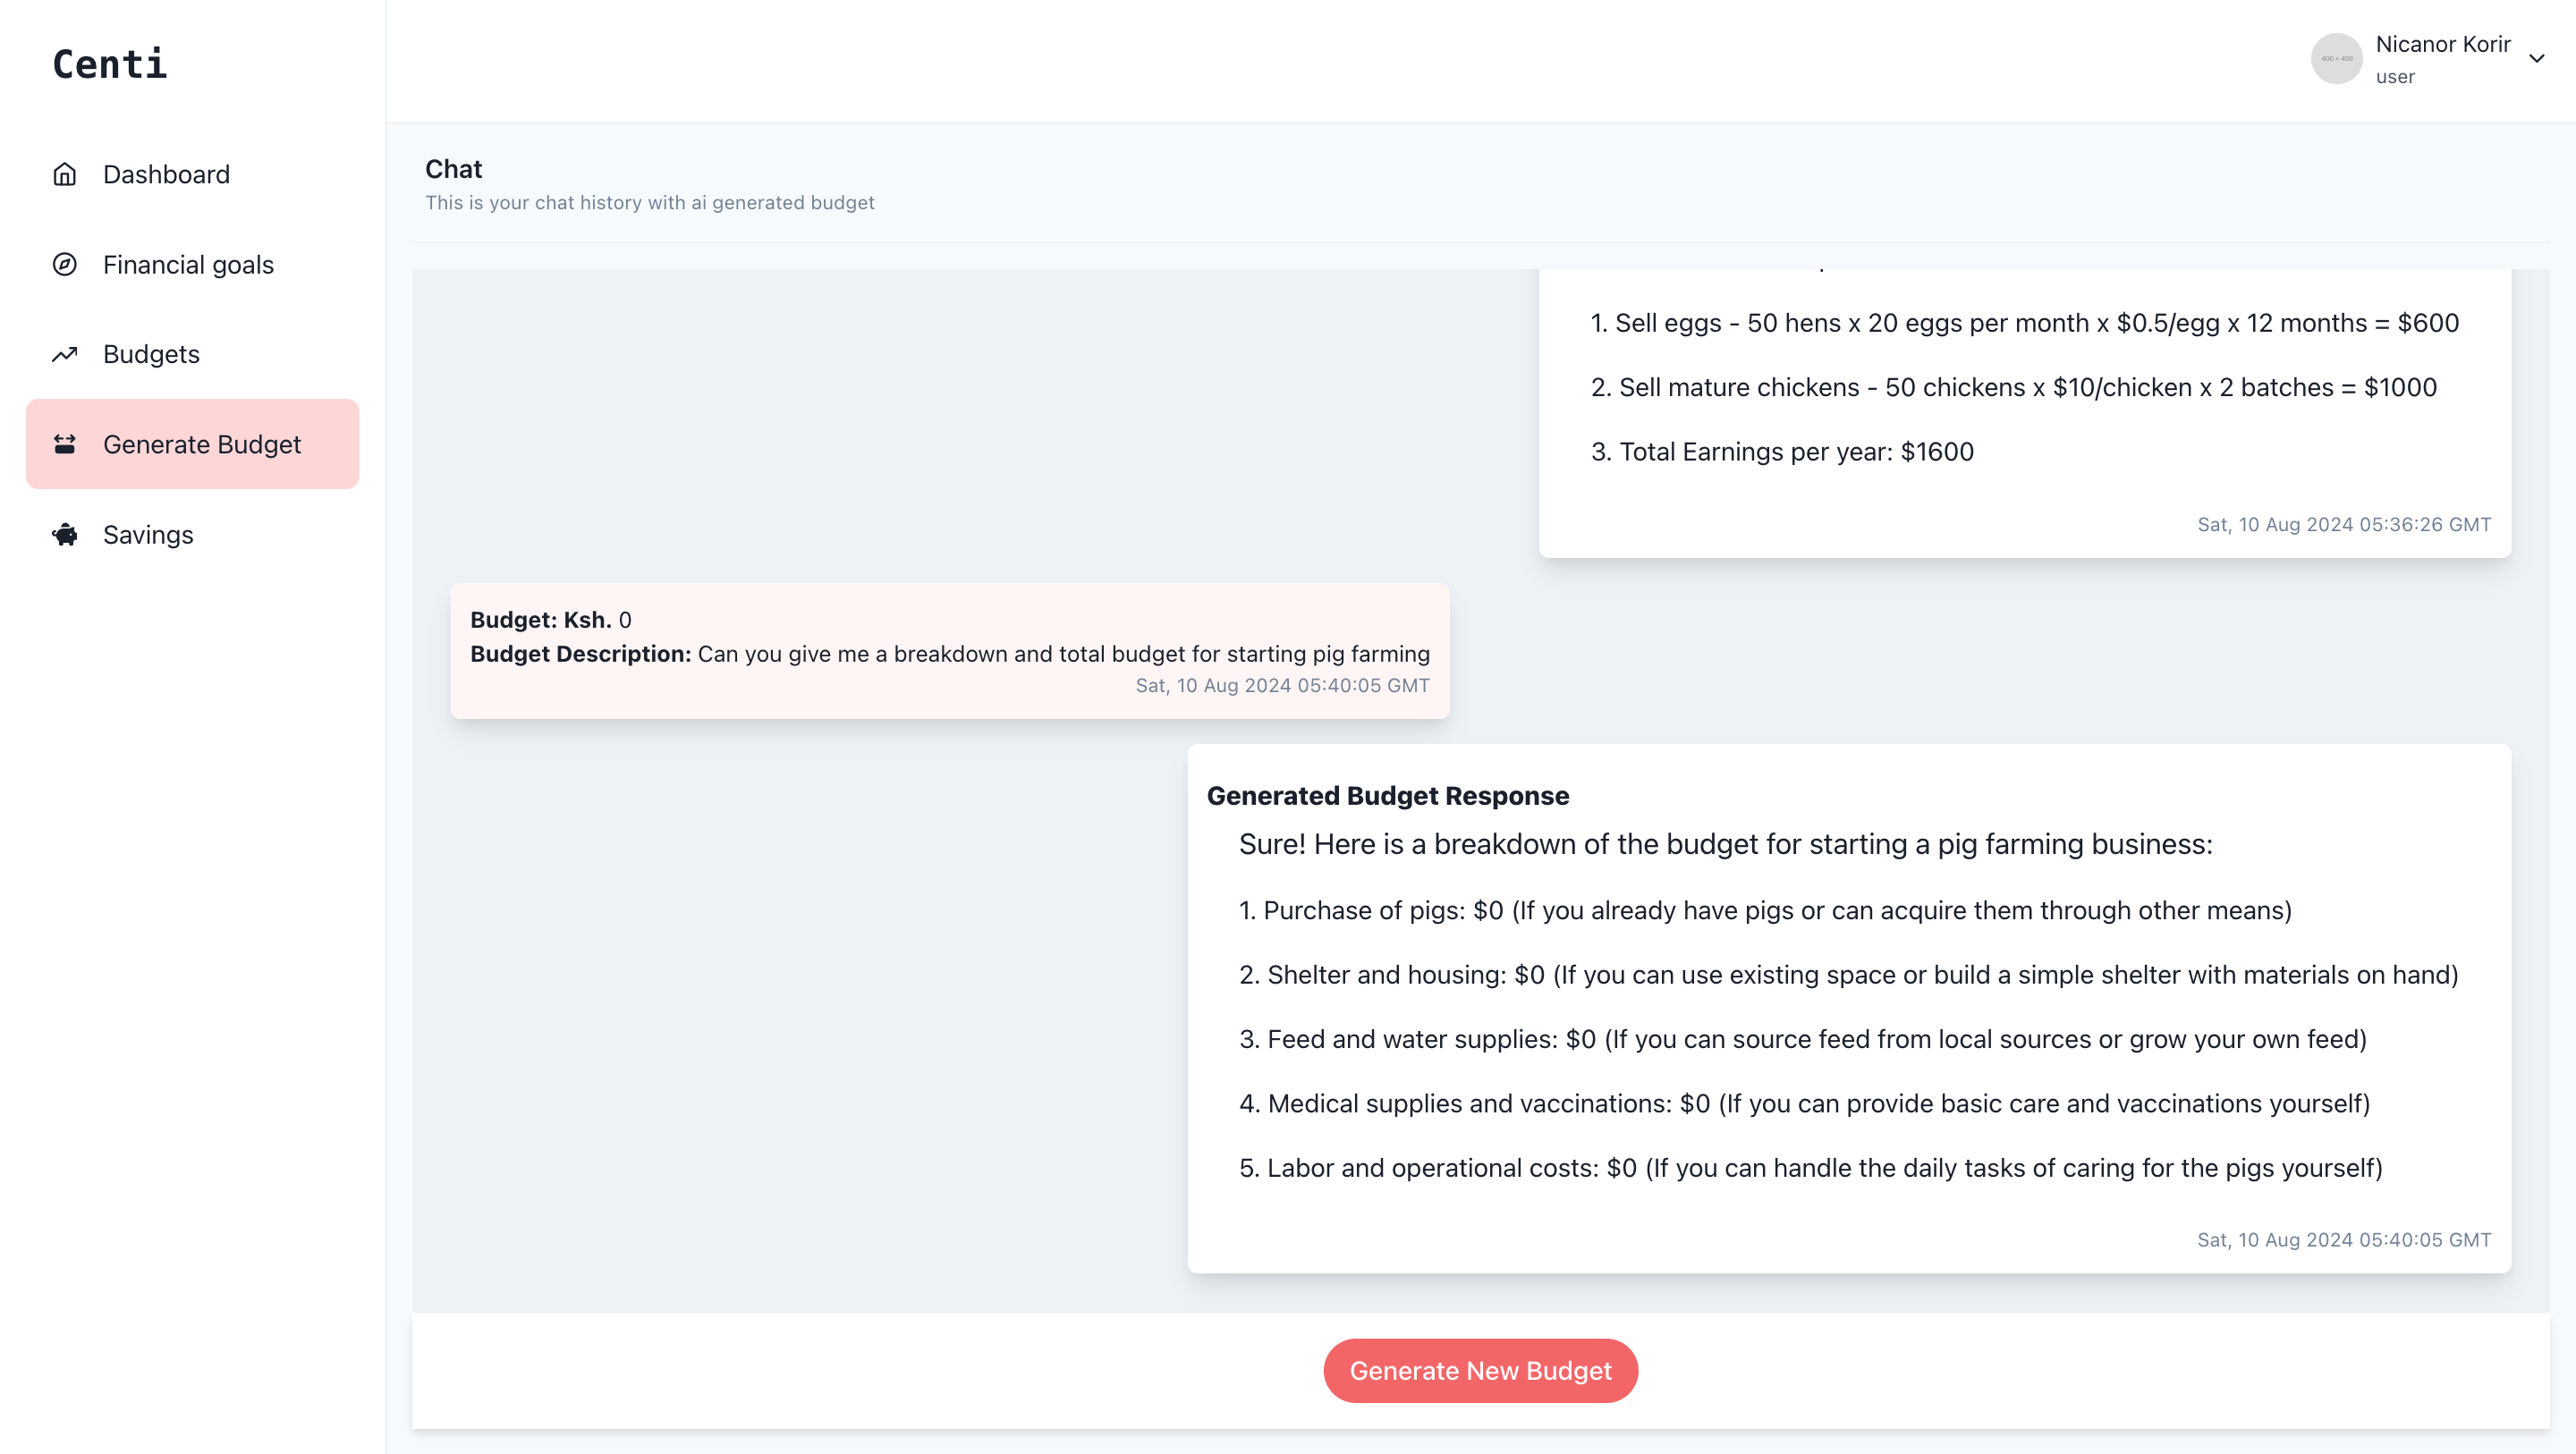 Centi
Nicanor Korir
user
400 × 400
Dashboard
Financial goals
Budgets
Generate Budget
Savings
Chat
This is your chat history with ai generated budget
1. Sell eggs - 50 hens x 20 eggs per month x $0.5/egg x 12 months = $600
2. Sell mature chickens - 50 chickens x $10/chicken x 2 batches = $1000
3. Total Earnings per year: $1600
Sat, 10 Aug 2024 05:36:26 GMT
Budget: Ksh. 0
Budget Description: Can you give me a breakdown and total budget for starting pig farming
Sat, 10 Aug 2024 05:40:05 GMT
Generated Budget Response
Sure! Here is a breakdown of the budget for starting a pig farming business:
1. Purchase of pigs: $0 (If you already have pigs or can acquire them through other means)
2. Shelter and housing: $0 (If you can use existing space or build a simple shelter with materials on hand)
3. Feed and water supplies: $0 (If you can source feed from local sources or grow your own feed)
4. Medical supplies and vaccinations: $0 (If you can provide basic care and vaccinations yourself)
5. Labor and operational costs: $0 (If you can handle the daily tasks of caring for the pigs yourself)
Sat, 10 Aug 2024 05:40:05 GMT
Generate New Budget